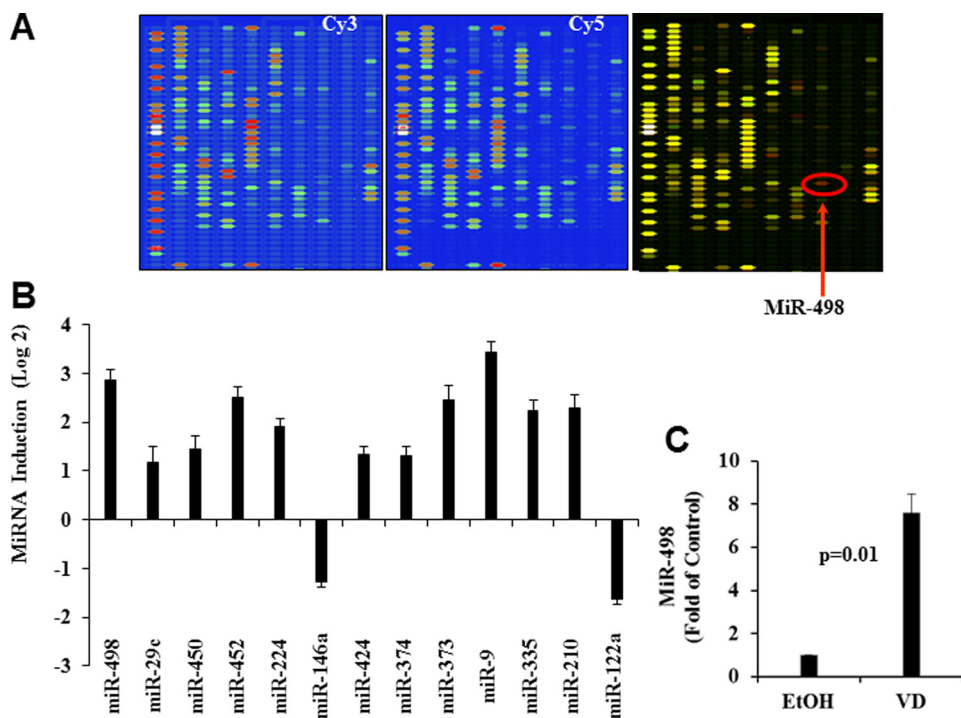 A
Cy3
Cy5
MiR-498
B
MiRNA Induction (Log 2)
4
3
2
1
0
-1
-2
-3
miR-498
miR-29c
miR-450
miR-452
miR-224
miR-146a
miR-424
miR-374
miR-373
miR-9
miR-335
miR-210
miR-122a
C
MiR-498
(Fold of Control)
10
8
6
4
2
0
p=0.01
EtOH
VD